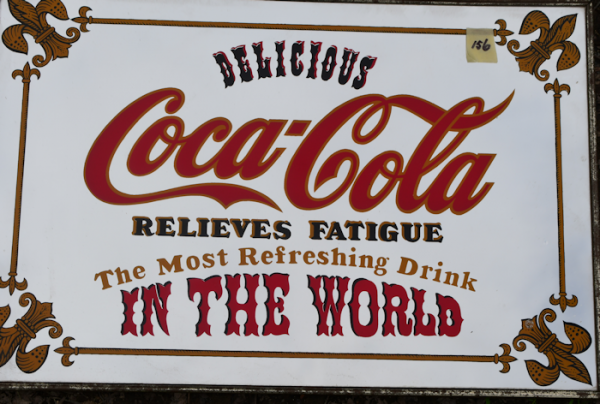 156
DELICIOUS
Coca-Cola
RELIEVES FATIGUE
The Most Refreshing Drink
IN THE WORLD